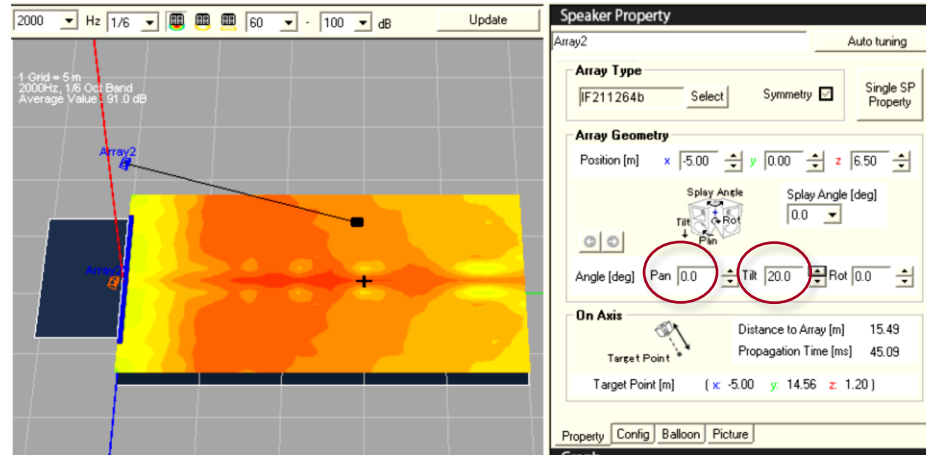 2000 Hz 1/6 60 - 100 dB Update
1 Grid = 5 m
2000Hz, 1/6 Oct Band
Average Value : 91.0 dB
Array2
Array2
Speaker Property
Array2 Auto tuning
Array Type
IF211264b Select Symmetry Single SP Property
Array Geometry
Position [m] x -5.00 y 0.00 z 6.50
Splay Angle Splay Angle [deg]
Tilt Rot 0.0
Pan
Angle [deg] Pan 0.0 Tilt 20.0 Rot 0.0
On Axis
Distance to Array [m] 15.49
Target Point Propagation Time [ms] 45.09
Target Point [m] ( x: -5.00 y: 14.56 z: 1.20 )
Property Config Balloon Picture
Graph